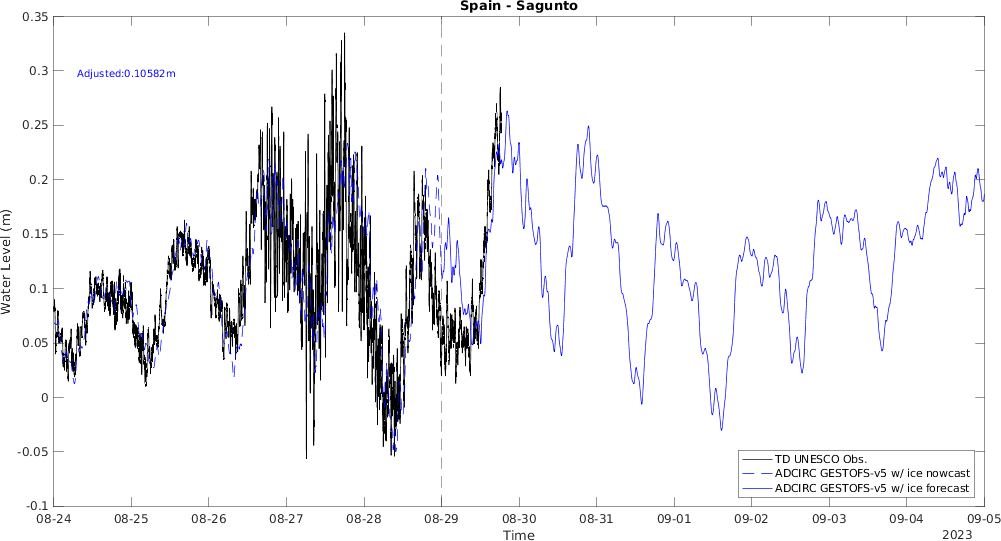 Spain - Sagunto
0.35
0.3
0.25
0.2
0.15
0.1
0.05
0
-0.05
-0.1
Water Level (m)
Adjusted:0.10582m
TD UNESCO Obs.
ADCIRC GESTOFS-v5 w/ ice nowcast
ADCIRC GESTOFS-v5 w/ ice forecast
08-24 08-25 08-26 08-27 08-28 08-29 08-30 08-31 09-01 09-02 09-03 09-04 09-05
Time
2023